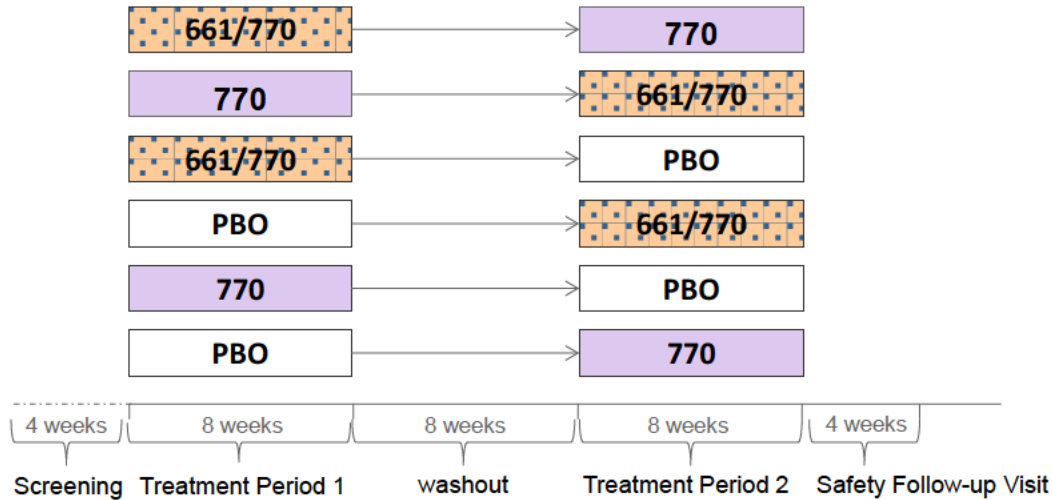 661/770 770
770 661/770
661/770 PBO
PBO 661/770
770 PBO
PBO 770
4 weeks 8 weeks 8 weeks 8 weeks 4 weeks
Screening Treatment Period 1 washout Treatment Period 2 Safety Follow-up Visit